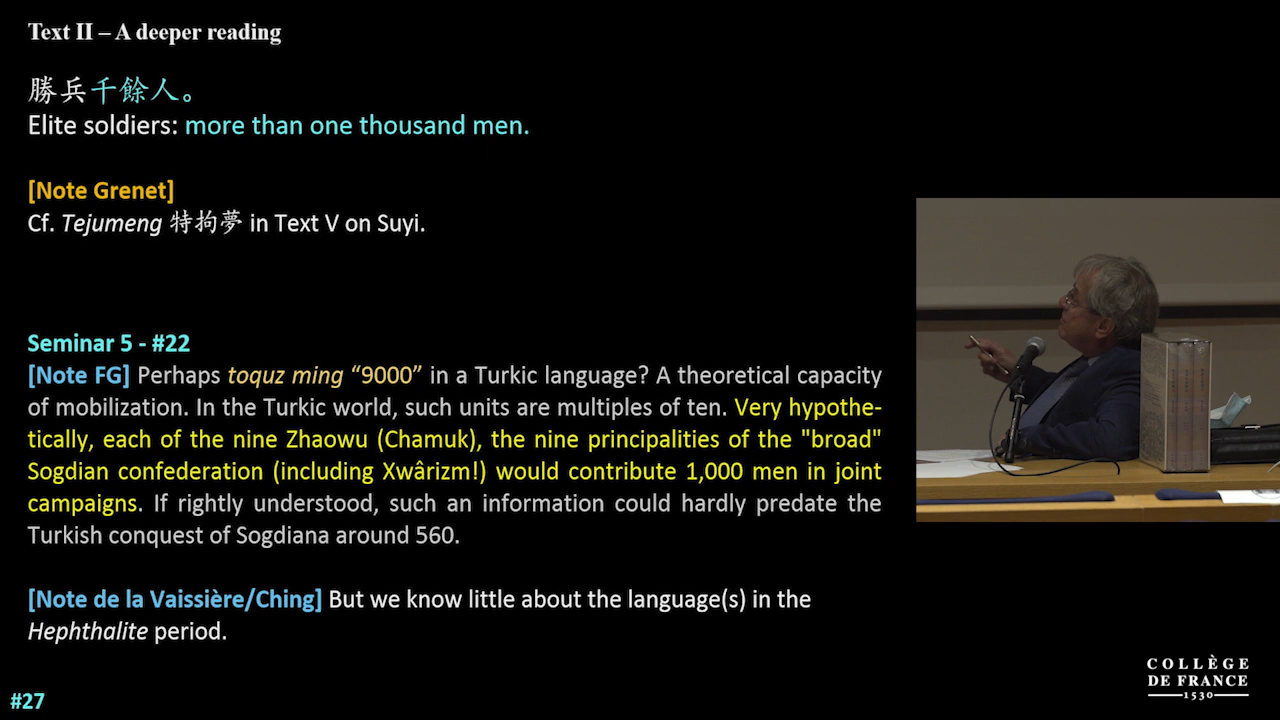 Text II – A deeper reading
勝兵千餘人。
Elite soldiers: more than one thousand men.
[Note Grenet]
Cf. Tejumeng 特拘夢 in Text V on Suyi.
Seminar 5 - #22
[Note FG] Perhaps toquz ming “9000” in a Turkic language? A theoretical capacity
of mobilization. In the Turkic world, such units are multiples of ten. Very hypothe-
tically, each of the nine Zhaowu (Chamuk), the nine principalities of the "broad"
Sogdian confederation (including Xwârizm!) would contribute 1,000 men in joint
campaigns. If rightly understood, such an information could hardly predate the
Turkish conquest of Sogdiana around 560.
[Note de la Vaissière/Ching] But we know little about the language(s) in the
Hephthalite period.
#27
COLLÈGE
DE FRANCE
1530